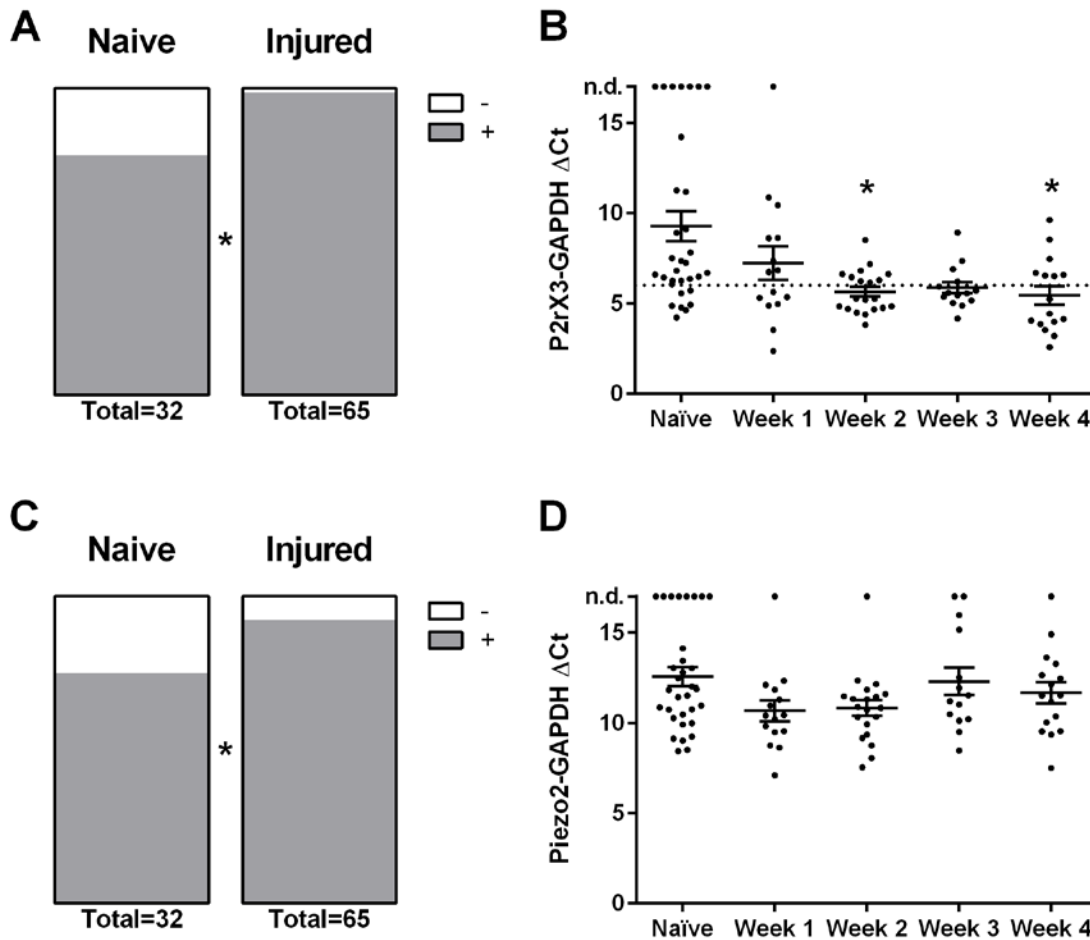 A
Naive Injured
-
+
*
Total=32 Total=65
B
P2rX3-GAPDH ΔCt
n.d.
15
10
5
0
* *
Naïve Week 1 Week 2 Week 3 Week 4
C
Naive Injured
-
+
*
Total=32 Total=65
D
Piezo2-GAPDH ΔCt
n.d.
15
10
5
0
Naïve Week 1 Week 2 Week 3 Week 4